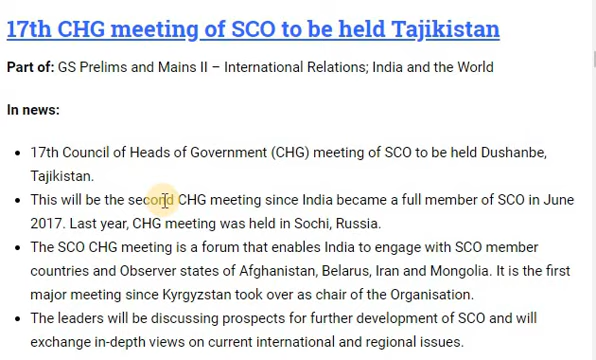 17th CHG meeting of SCO to be held Tajikistan
Part of: GS Prelims and Mains II – International Relations; India and the World
In news:
• 17th Council of Heads of Government (CHG) meeting of SCO to be held Dushanbe,
Tajikistan.
• This will be the second CHG meeting since India became a full member of SCO in June
2017. Last year, CHG meeting was held in Sochi, Russia.
• The SCO CHG meeting is a forum that enables India to engage with SCO member
countries and Observer states of Afghanistan, Belarus, Iran and Mongolia. It is the first
major meeting since Kyrgyzstan took over as chair of the Organisation.
• The leaders will be discussing prospects for further development of SCO and will
exchange in-depth views on current international and regional issues.